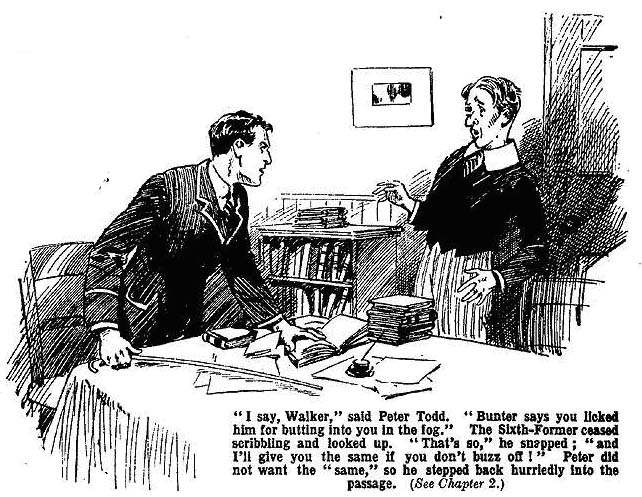 “I say, Walker,” said Peter Todd. “Bunter says you licked
him for butting into you in the fog.” The Sixth-Former ceased
scribbling and looked up. “That’s so,” he snapped; “and
I’ll give you the same if you don’t buzz off!” Peter did
not want the “same,” so he stepped back hurriedly into the
passage. (See Chapter 2.)